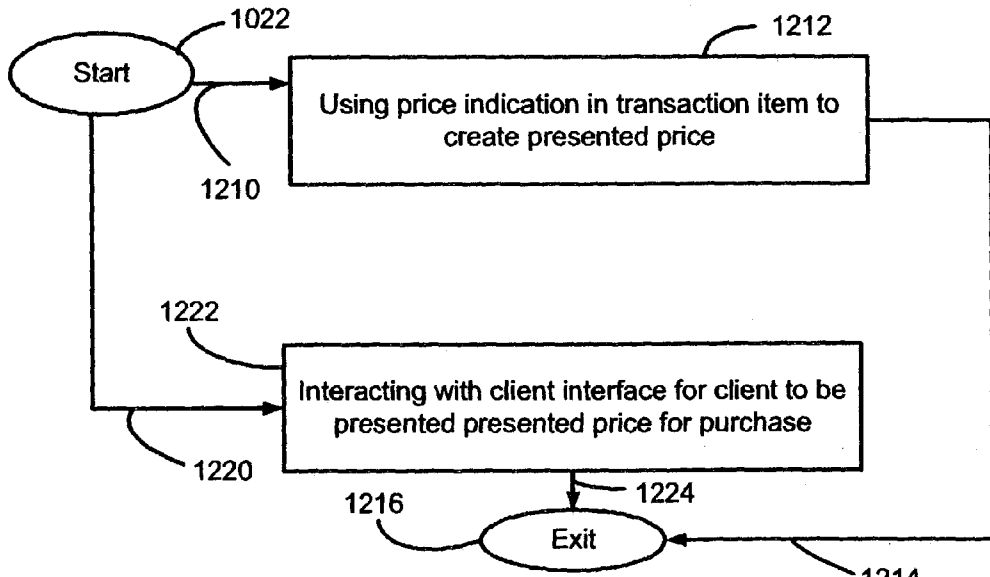 1022
Start
1212
Using price indication in transaction item to
create presented price
1210
1222
Interacting with client interface for client to be
presented presented price for purchase
1220
1224
1216
Exit
1214